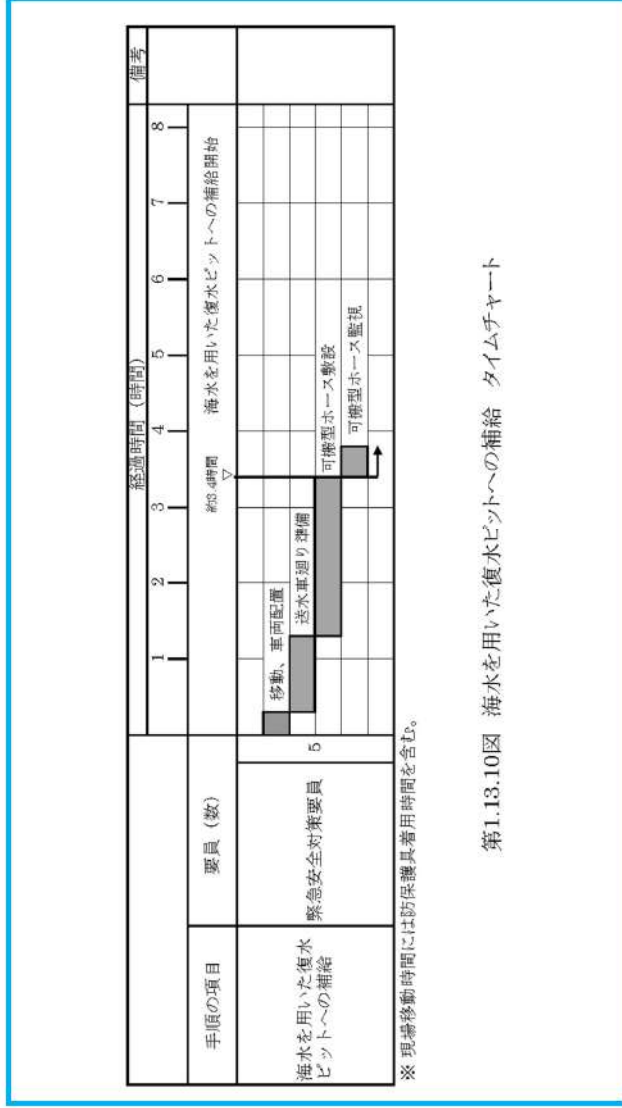 経過時間(時間)
備考
1 2 3 4 5 6 7 8
手順の項目
要員(数)
約3.4時間
▽
海水を用いた復水ピットへの補給開始
海水を用いた復水
ピットへの補給
緊急安全対策要員
5
移動、車両配置
送水車廻り準備
可搬型ホース敷設
可搬型ホース監視
※ 現場移動時間には防保護具着用時間を含む。
第1.13.10図 海水を用いた復水ピットへの補給 タイムチャート